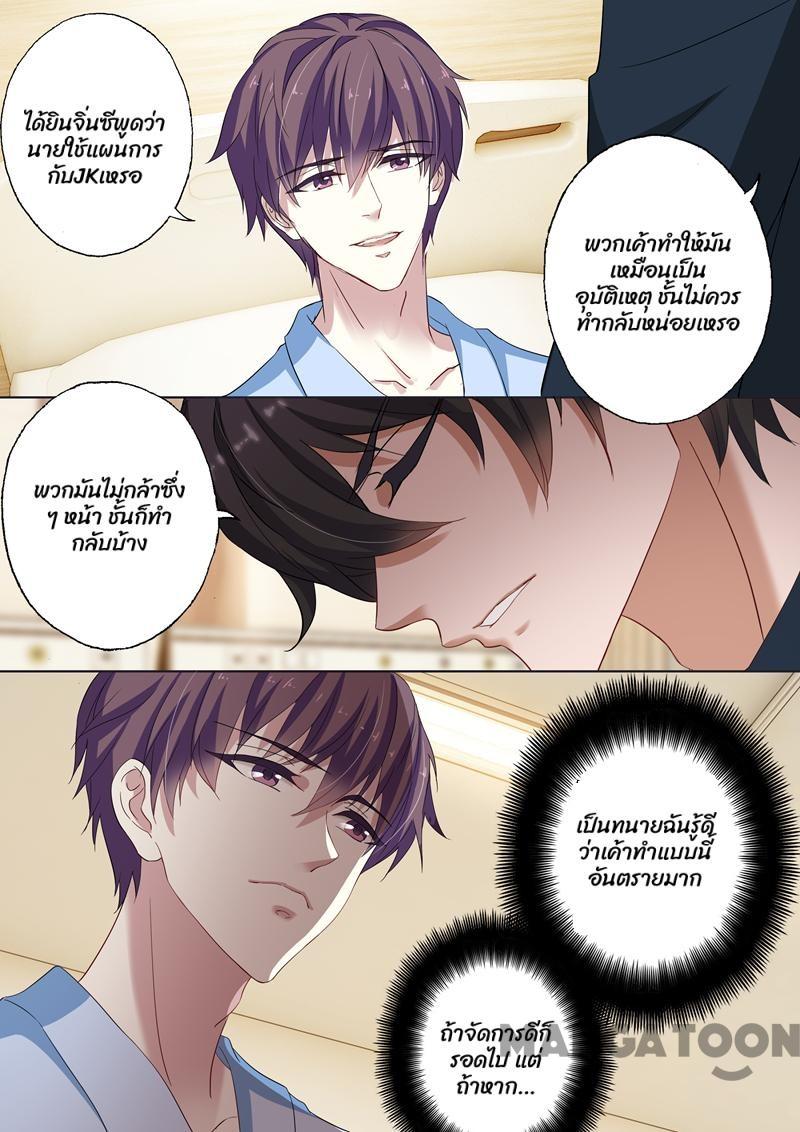 ได้ยินจิ่นซีพูดว่า
นายใช้แผนการ
กับJKเหรอ
พวกเค้าทำให้มัน
เหมือนเป็น
อุบัติเหตุ ชั้นไม่ควร
ทำกลับหน่อยเหรอ
พวกมันไม่กล้าซึ่ง
ๆ หน้า ชั้นก็ทำ
กลับบ้าง
เป็นทนายฉันรู้ดี
ว่าเค้าทำแบบนี้
อันตรายมาก
ถ้าจัดการดีก็
รอดไป แต่
ถ้าหาก...
MANGATOON